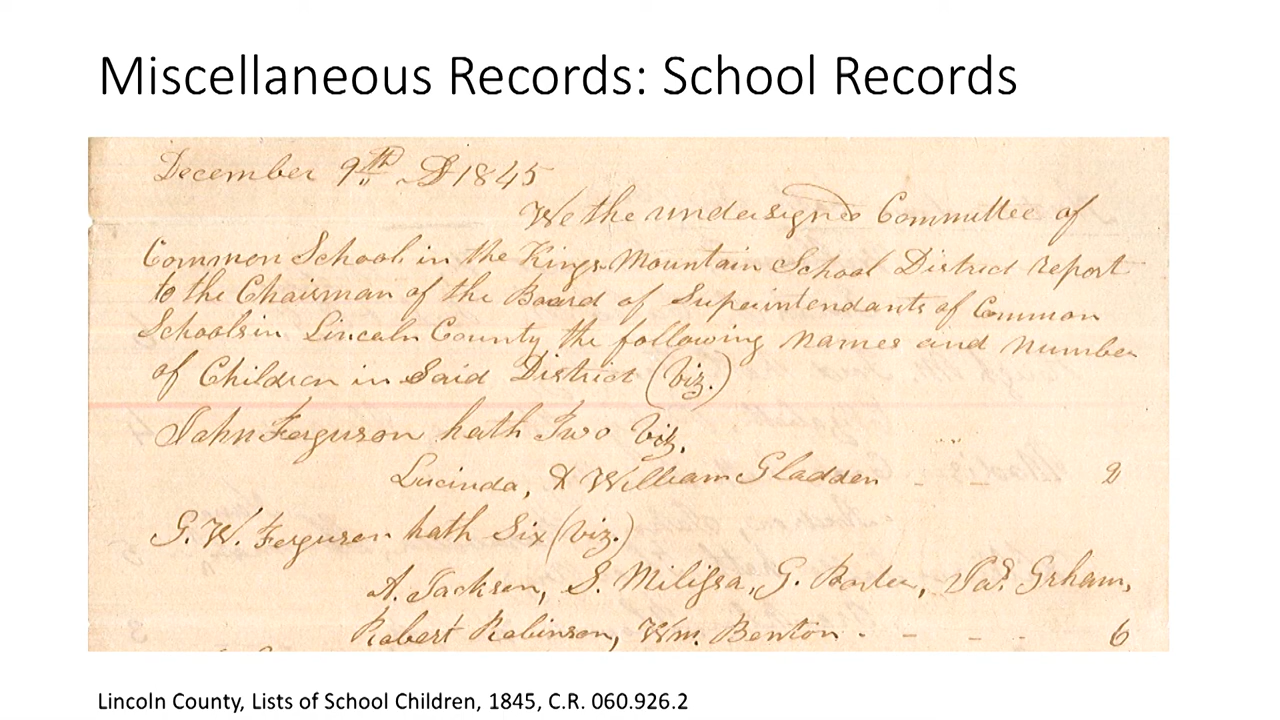 Miscellaneous Records: School Records
December 9th AD 1845
We the undersigned Committee of
Common School in the Kings Mountain School District report
to the Chairman of the Board of Superintendants of Common
Schools in Lincoln County the following names and number
of Children in Said District (viz.)
John Ferguson hath Two viz.
Lucinda, & William Gladden 2
G. W. Ferguson hath Six (viz.)
A. Jackson, S. Milissa, G. Porter, Jas. Grham,
Robert Robinson, Wm. Benton - - - - 6
Lincoln County, Lists of School Children, 1845, C.R. 060.926.2